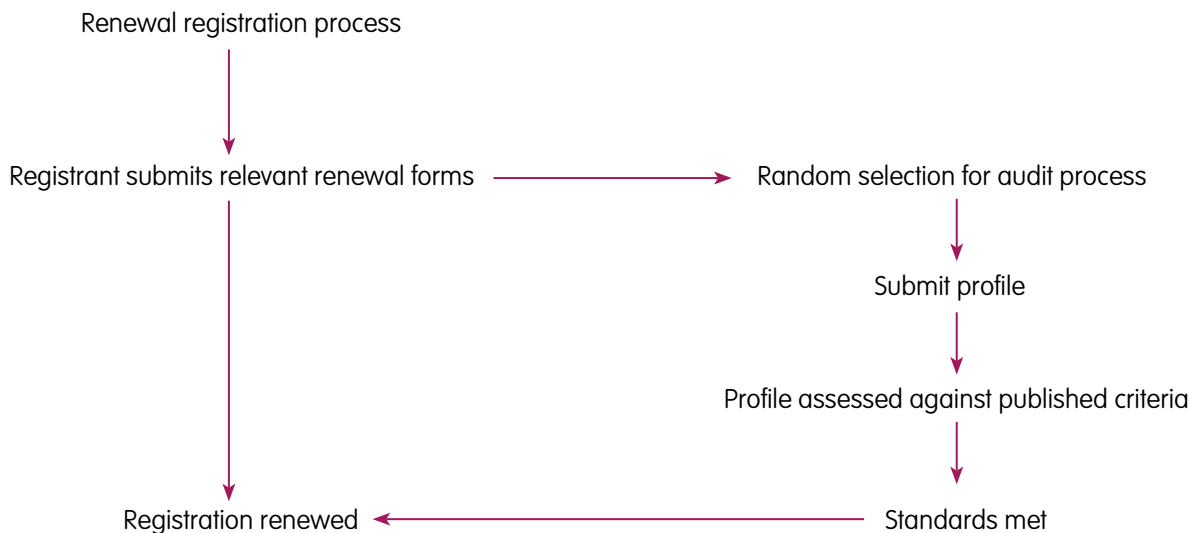 Renewal registration process
Registrant submits relevant renewal forms
Random selection for audit process
Submit profile
Profile assessed against published criteria
Registration renewed
Standards met